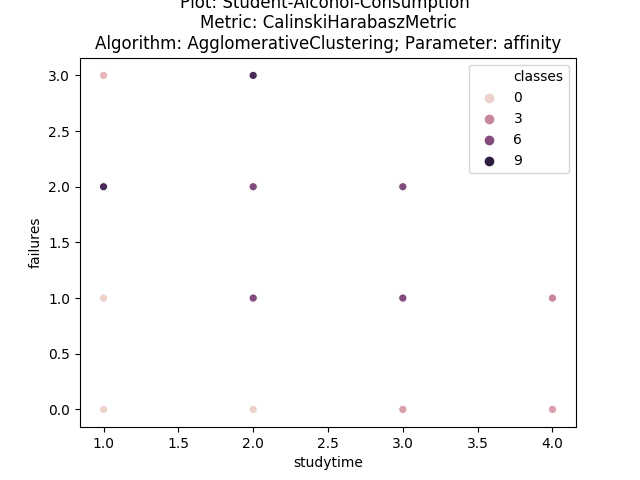 Plot: Student-Alcohol-Consumption
Metric: CalinskiHarabaszMetric
Algorithm: AgglomerativeClustering; Parameter: affinity
classes
0
3
6
9
3.0
2.5
2.0
1.5
1.0
0.5
0.0
failures
1.0 1.5 2.0 2.5 3.0 3.5 4.0
studytime